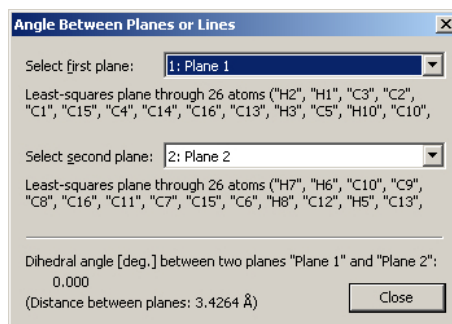 Angle Between Planes or Lines
Select first plane: 1: Plane 1
Least-squares plane through 26 atoms ("H2", "H1", "C3", "C2",
"C1", "C15", "C4", "C14", "C16", "C13", "H3", "C5", "H10", "C10",
Select second plane: 2: Plane 2
Least-squares plane through 26 atoms ("H7", "H6", "C10", "C9",
"C8", "C16", "C11", "C7", "C15", "C6", "H8", "C12", "H5", "C13",
Dihedral angle [deg.] between two planes "Plane 1" and "Plane 2":
0.000
(Distance between planes: 3.4264 Å)
Close